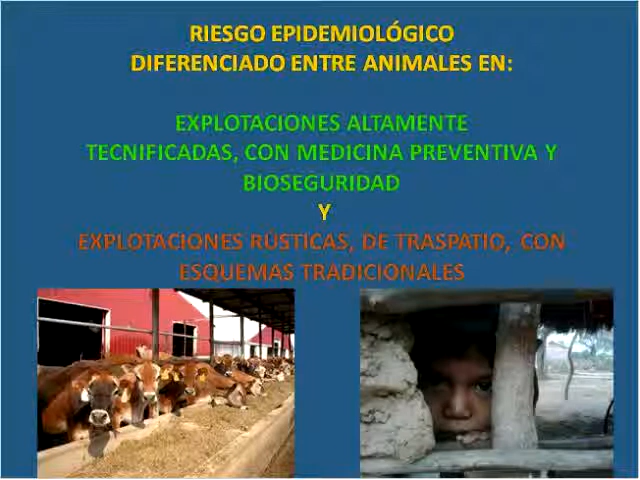 RIESGO EPIDEMIOLÓGICO
DIFERENCIADO ENTRE ANIMALES EN:
EXPLOTACIONES ALTAMENTE
TECNIFICADAS, CON MEDICINA PREVENTIVA Y
BIOSEGURIDAD
Y
EXPLOTACIONES RÚSTICAS, DE TRASPATIO, CON
ESQUEMAS TRADICIONALES